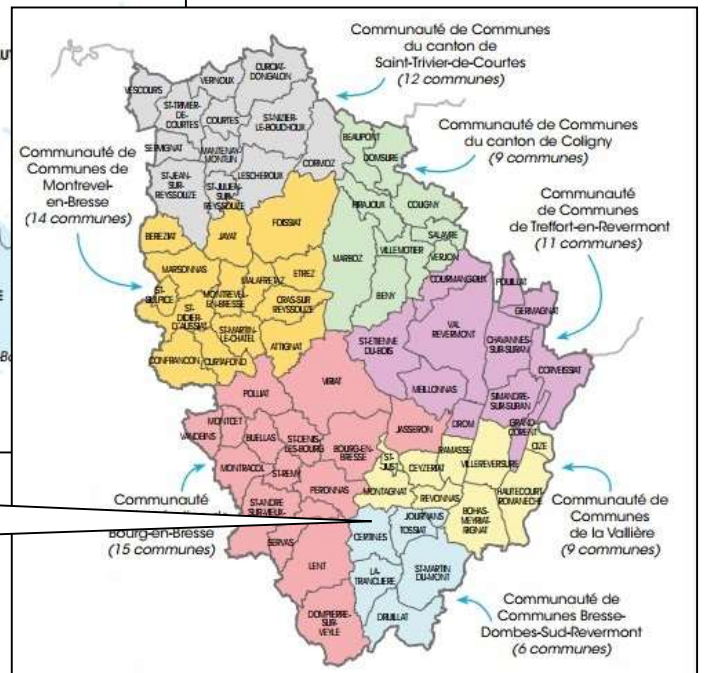 Communauté de Communes
du canton de
Saint-Trivier-de-Courtes
(12 communes)
Communauté de Communes
du canton de Coligny
(9 communes)
Communauté
de Communes
de Treffort-en-Revermont
(11 communes)
Communauté de
Communes de
Montrevel-
en-Bresse
(14 communes)
CURCIAT-
DONGALON
VERNOUX
VESCOURS
ST-TRIVIER-
DE-
COURTES
COURTES
ST-NIZIER-
LE-BOUCHOUX
SERVIGNAT
MANTENAY-
MONTLIN
CORMOZ
ST-JEAN-
SUR-
REYSSOUZE
ST-JULIEN-
SUR-
REYSSOUZE
LESCHEROUX
BEAUPONT
DOMSURE
PIRAJOUX
COLIGNY
SALAVRE
VILLEMOTIER
VERJON
MARBOZ
BENY
BEREZIAT
JAYAT
FOISSIAT
MARSONNAS
MALAFRETAZ
ETREZ
ST-
SULPICE
MONTREVEL-
EN-BRESSE
CRAS-SUR
REYSSOUZE
ST-
DIDIER-
D'AUSSIAT
ST-MARTIN-
LE-CHATEL
ATTIGNAT
CONFRANCON
CURTAFOND
COURMANGOUX
POUILLAT
GERMAGNAT
VAL
REVERMONT
CHAVANNES-
SUR-SURAN
CORVEISSIAT
ST-ETIENNE
DU-BOIS
MEILLONNAS
SIMANDRE-
SUR-SURAN
DROM
GRAND-
CORENT
POLLIAT
VIRIAT
JASSERON
MONTCET
VANDEINS
BUELLAS
ST-DENIS
LES-BOURG
BOURG-EN-
BRESSE
MONTRACOL
ST-REMY
PERONNAS
ST-ANDRE
SUR-VIEUX-
SERVAS
LENT
DOMPIERRE-
SUR-
VEYLE
RAMASSE
CIZE
ST-
JUST
CEYZERIAT
VILLEREVERSURE
MONTAGNAT
REVONNAS
BOHAS-
MEYRIAT-
RIGNAT
HAUTECOURT-
ROMANECHE
JOURNANS
CERTINES
TOSSIAT
LA-
TRANCLIERE
ST-MARTIN
DU-MONT
DRUILLAT
Communauté
Bourg-en-Bresse
(15 communes)
Communauté de
Communes
de la Vallière
(9 communes)
Communauté de
Communes Bresse-
Dombes-Sud-Revermont
(6 communes)